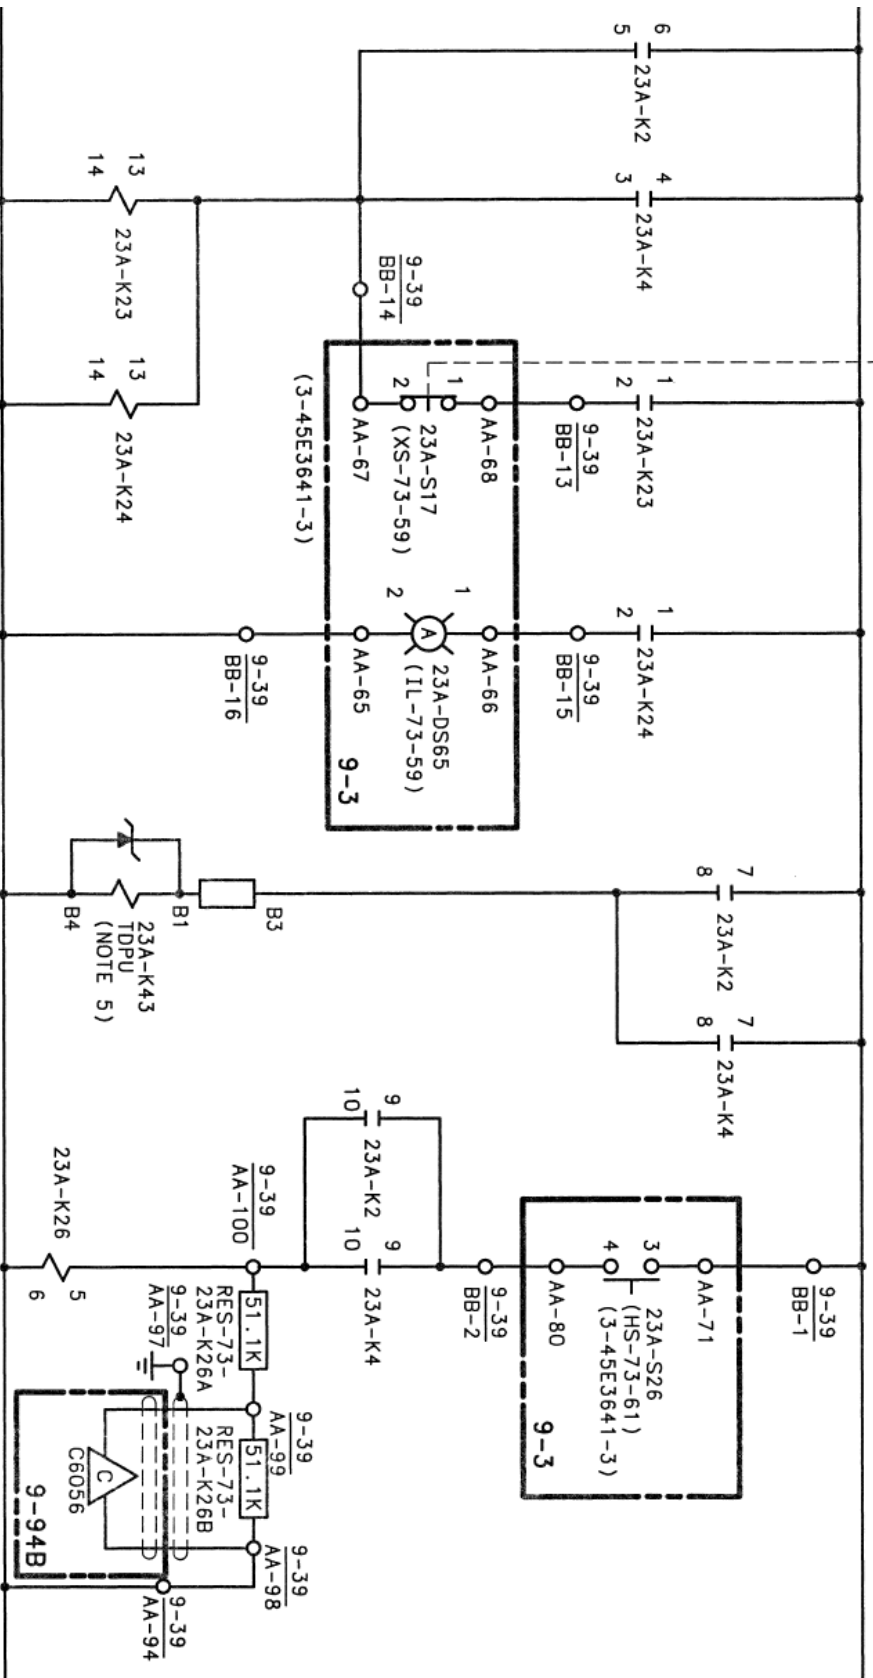 5 6
23A-K2
3 4
23A-K4
13
14
23A-K23
13
14
23A-K24
9-39
BB-14
(3-45E3641-3)
AA-67
2 1
23A-S17
(XS-73-59)
AA-68
9-39
BB-13
2 1
23A-K23
9-39
BB-16
AA-65
2 1
A
23A-DS65
(IL-73-59)
AA-66
9-3
9-39
BB-15
2 1
23A-K24
B4
B1
B3
23A-K43
TDPU
(NOTE 5)
8 7
23A-K2
8 7
23A-K4
10 9
23A-K2
10 9
23A-K4
9-39
BB-2
AA-80
4 3
23A-S26
(HS-73-61)
(3-45E3641-3)
AA-71
9-3
9-39
BB-1
23A-K26
6 5
9-39
AA-100
51.1K
RES-73-
23A-K26A
9-39
AA-97
9-39
AA-99
51.1K
RES-73-
23A-K26B
9-39
AA-98
C
C6056
9-94B
9-39
AA-94